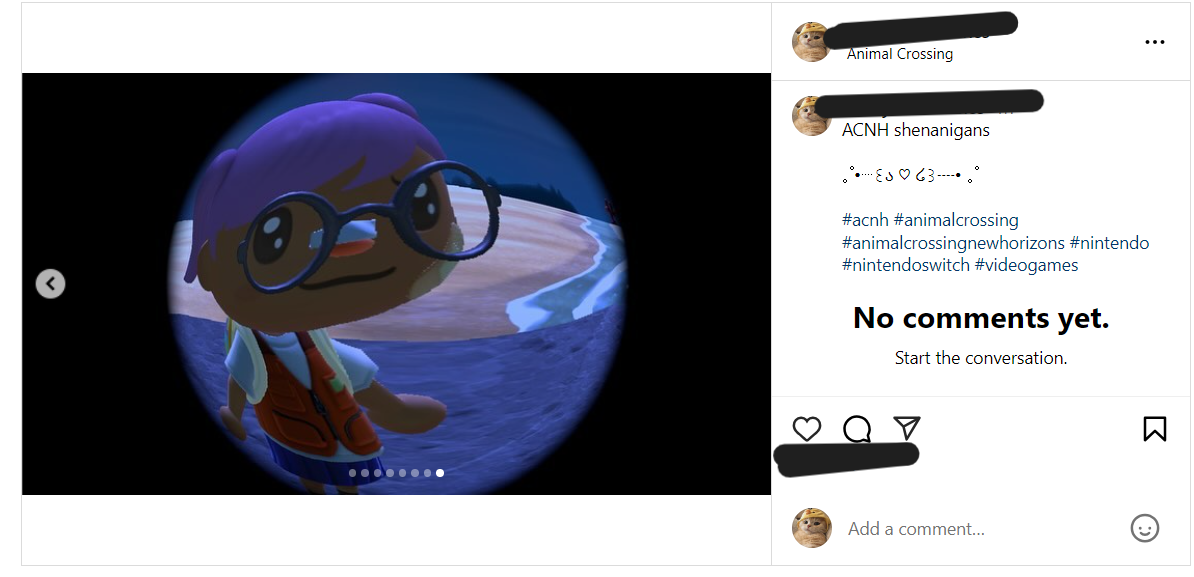 Animal Crossing
ACNH shenanigans
｡ﾟ•┈꒰ა ♡ ໒꒱----• ｡ﾟ
#acnh #animalcrossing
#animalcrossingnewhorizons #nintendo
#nintendoswitch #videogames
No comments yet.
Start the conversation.
Add a comment...